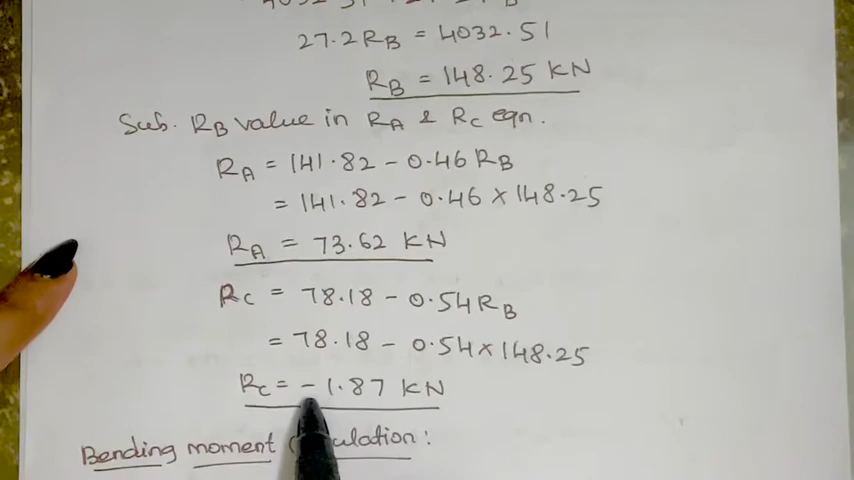 27.2 RB = 4032.51
RB = 148.25 KN
Sub. RB value in RA & RC eqn.
RA = 141.82 - 0.46 RB
= 141.82 - 0.46 × 148.25
RA = 73.62 KN
RC = 78.18 - 0.54 RB
= 78.18 - 0.54 × 148.25
RC = - 1.87 KN
Bending moment ulation :